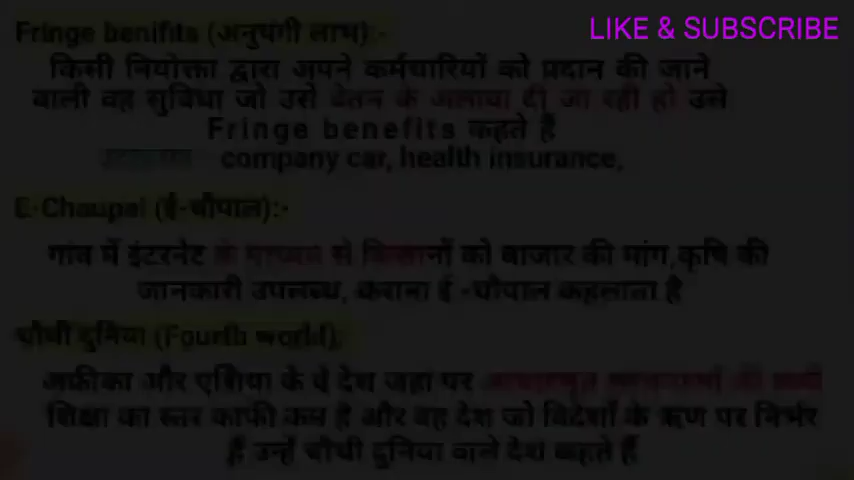 LIKE & SUBSCRIBE
Fringe benifits (अनुषंगी लाभ):-
किसी नियोक्ता द्वारा अपने कर्मचारियों को प्रदान की जाने
वाली वह सुविधा जो उसे वेतन के अलावा दी जा रही हो उसे
Fringe benefits कहते हैं
company car, health insurance,
E-Chaupal (ई-चौपाल):-
गांव में इंटरनेट के माध्यम से किसानों को बाजार की मांग,कृषि की
जानकारी उपलब्ध, कराना ई -चौपाल कहलाता है
चौथी दुनिया (Fourth world):
अफ्रीका और एशिया के वे देश जहां पर की कमी
शिक्षा का स्तर काफी कम है और वह देश जो विदेशों के ऋण पर निर्भर
हैं उन्हें चौथी दुनिया वाले देश कहते हैं